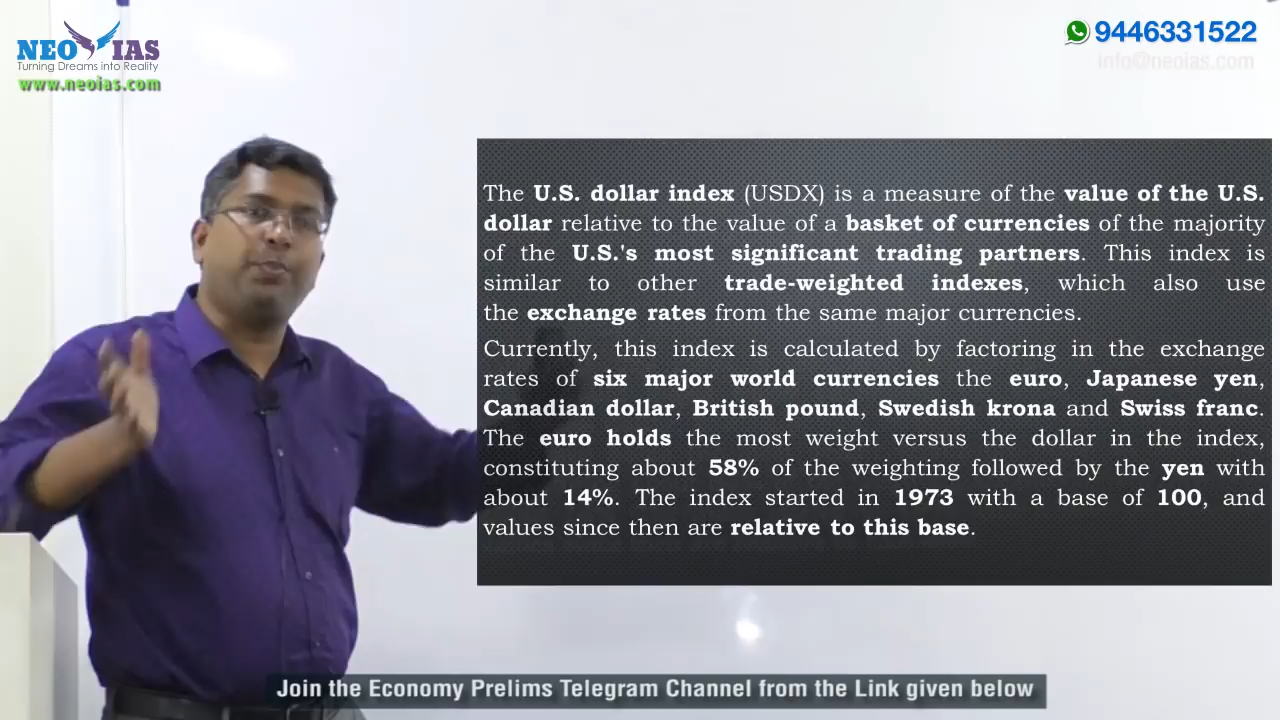 NEO IAS
Turning Dreams into Reality
www.neoias.com
9446331522
info@neoias.com
The U.S. dollar index (USDX) is a measure of the value of the U.S.
dollar relative to the value of a basket of currencies of the majority
of the U.S.'s most significant trading partners. This index is
similar to other trade-weighted indexes, which also use
the exchange rates from the same major currencies.
Currently, this index is calculated by factoring in the exchange
rates of six major world currencies the euro, Japanese yen,
Canadian dollar, British pound, Swedish krona and Swiss franc.
The euro holds the most weight versus the dollar in the index,
constituting about 58% of the weighting followed by the yen with
about 14%. The index started in 1973 with a base of 100, and
values since then are relative to this base.
Join the Economy Prelims Telegram Channel from the Link given below